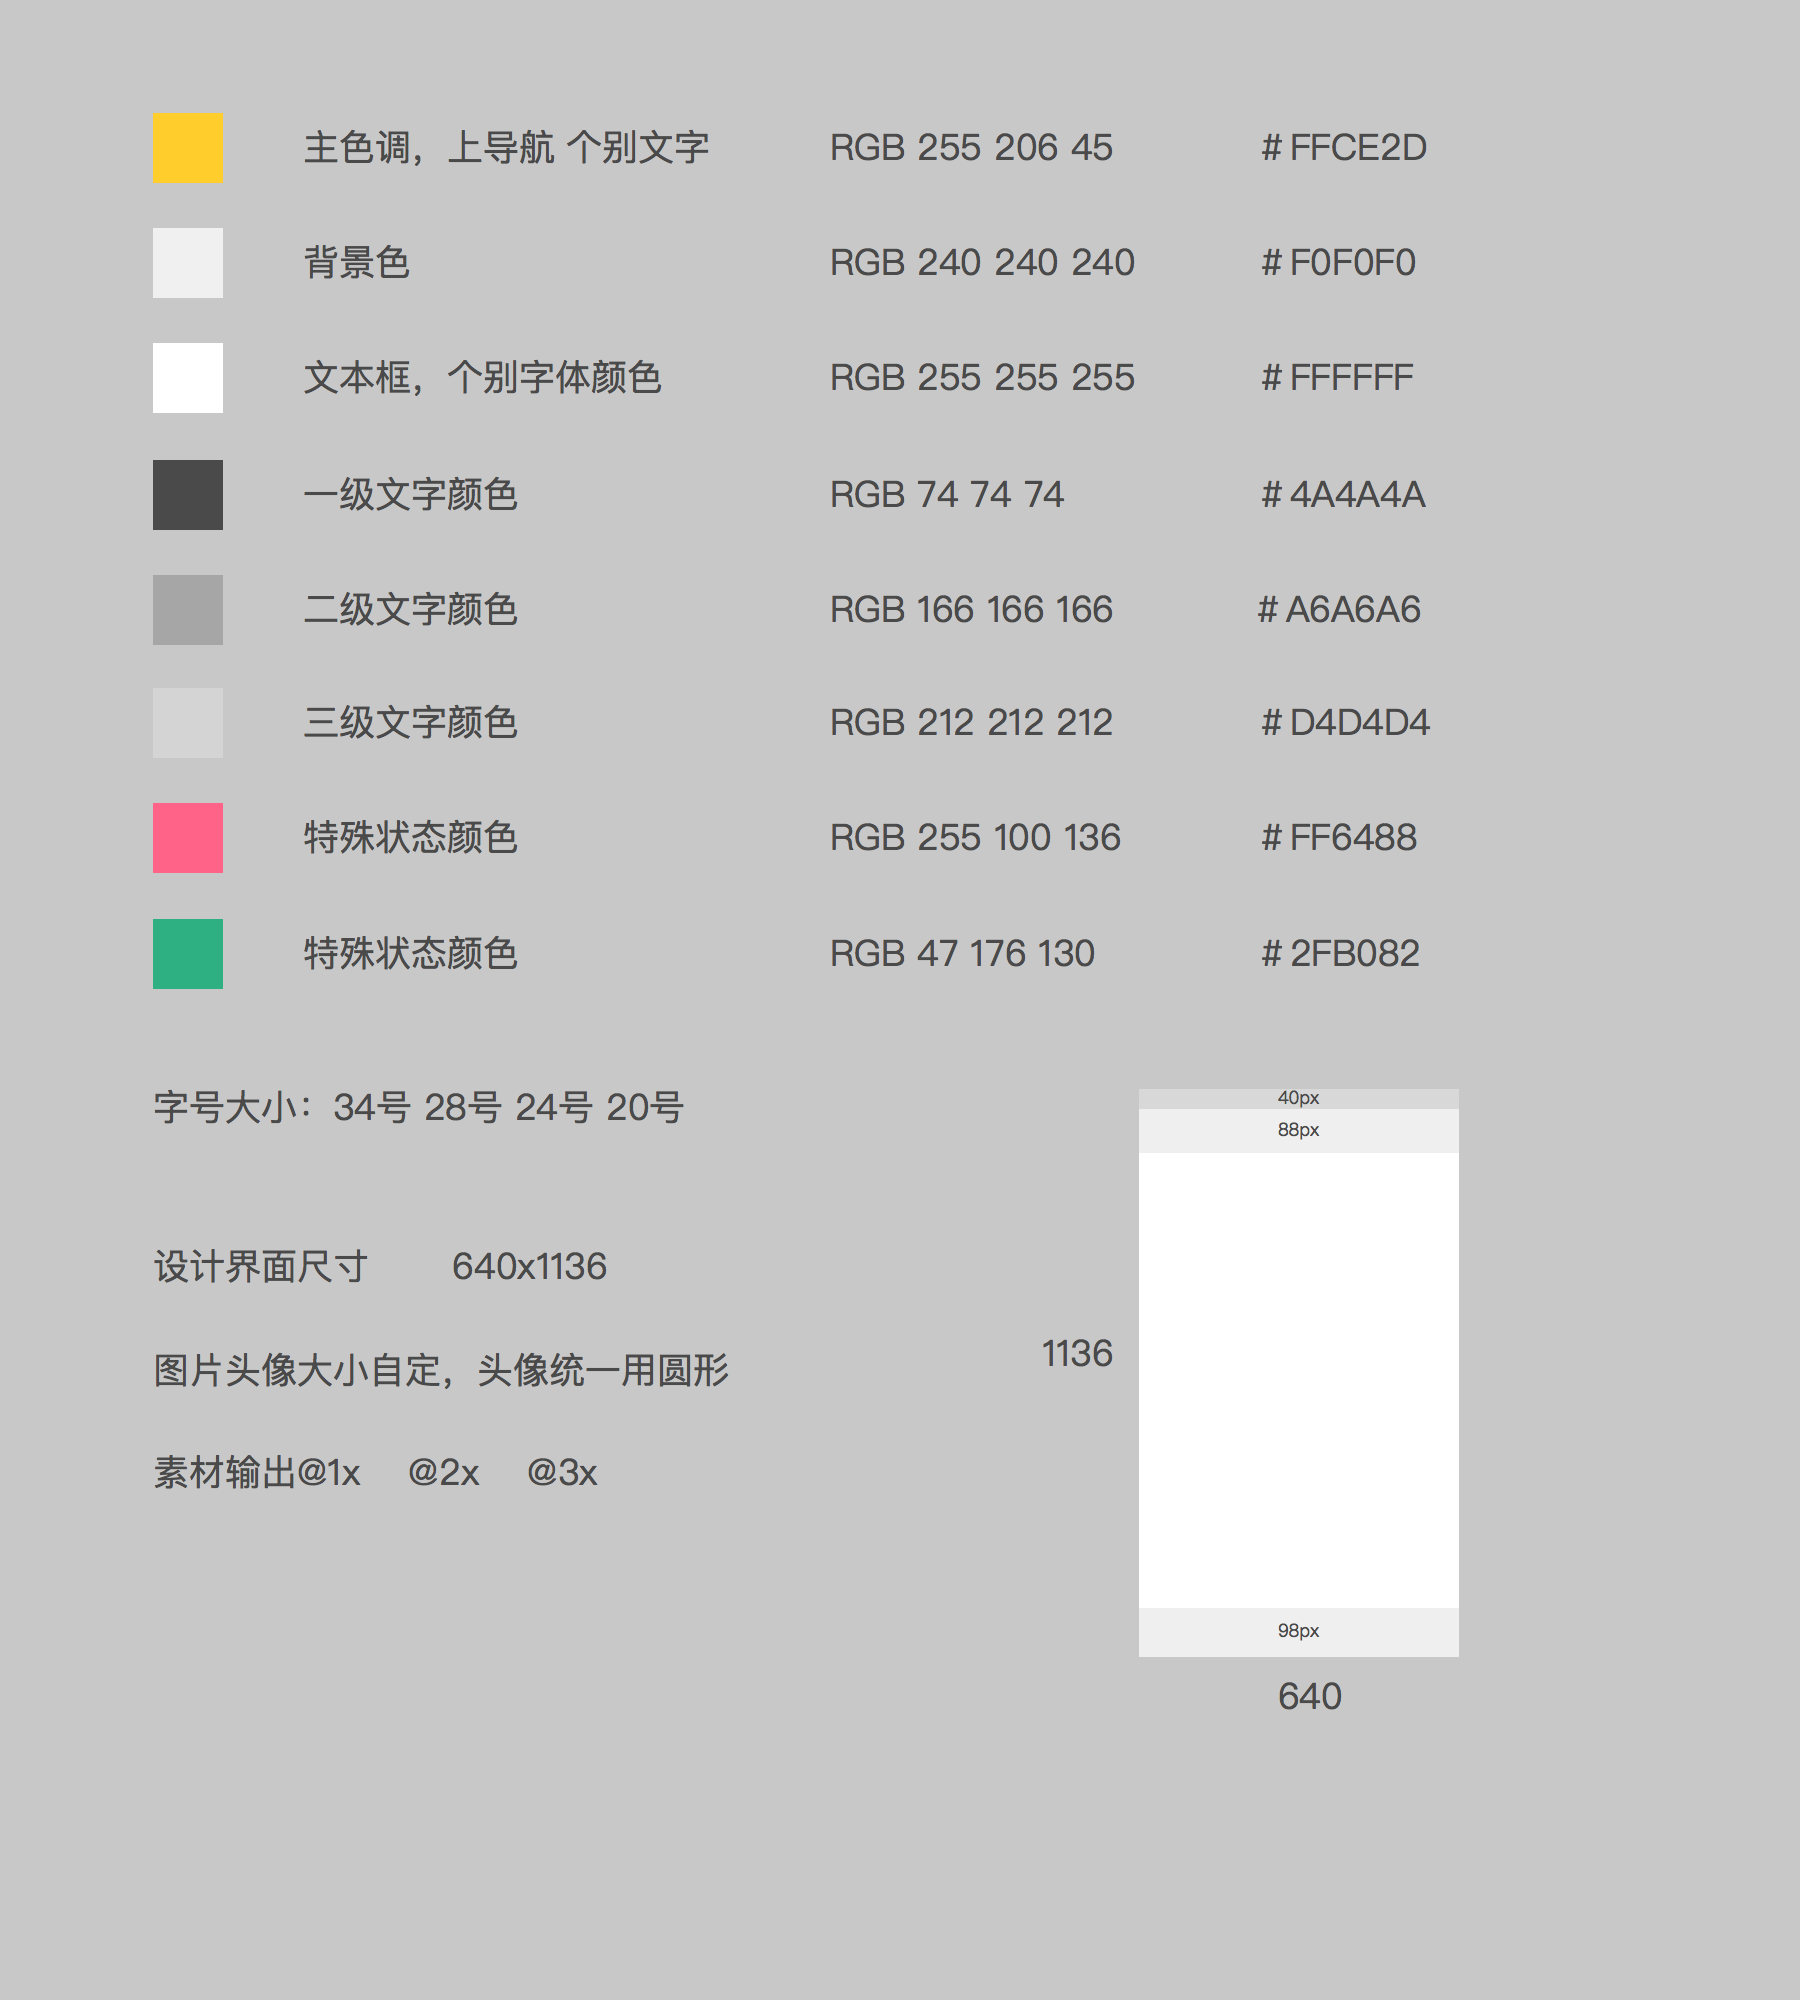 主色调，上导航 个别文字 RGB 255 206 45 # FFCE2D
背景色 RGB 240 240 240 # F0F0F0
文本框，个别字体颜色 RGB 255 255 255 # FFFFFF
一级文字颜色 RGB 74 74 74 # 4A4A4A
二级文字颜色 RGB 166 166 166 # A6A6A6
三级文字颜色 RGB 212 212 212 # D4D4D4
特殊状态颜色 RGB 255 100 136 # FF6488
特殊状态颜色 RGB 47 176 130 # 2FB082
字号大小：34号 28号 24号 20号
设计界面尺寸 640x1136
图片头像大小自定，头像统一用圆形
素材输出@1x @2x @3x
40px
88px
1136
98px
640